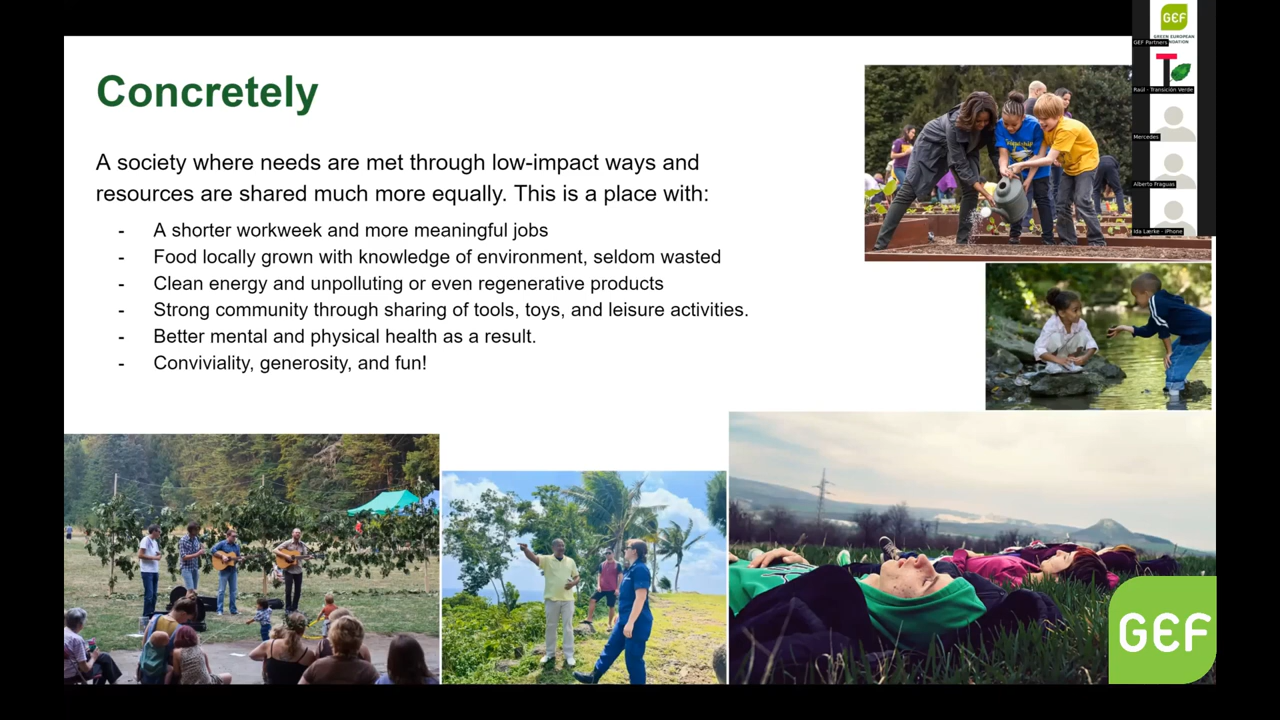 Concretely
A society where needs are met through low-impact ways and
resources are shared much more equally. This is a place with:
- A shorter workweek and more meaningful jobs
- Food locally grown with knowledge of environment, seldom wasted
- Clean energy and unpolluting or even regenerative products
- Strong community through sharing of tools, toys, and leisure activities.
- Better mental and physical health as a result.
- Conviviality, generosity, and fun!
GEF
GREEN EUROPEAN
GEF Partners
Raúl - Transición Verde
Mercedes
Alberto Fraguas
Ida Lærke - iPhone
GEF